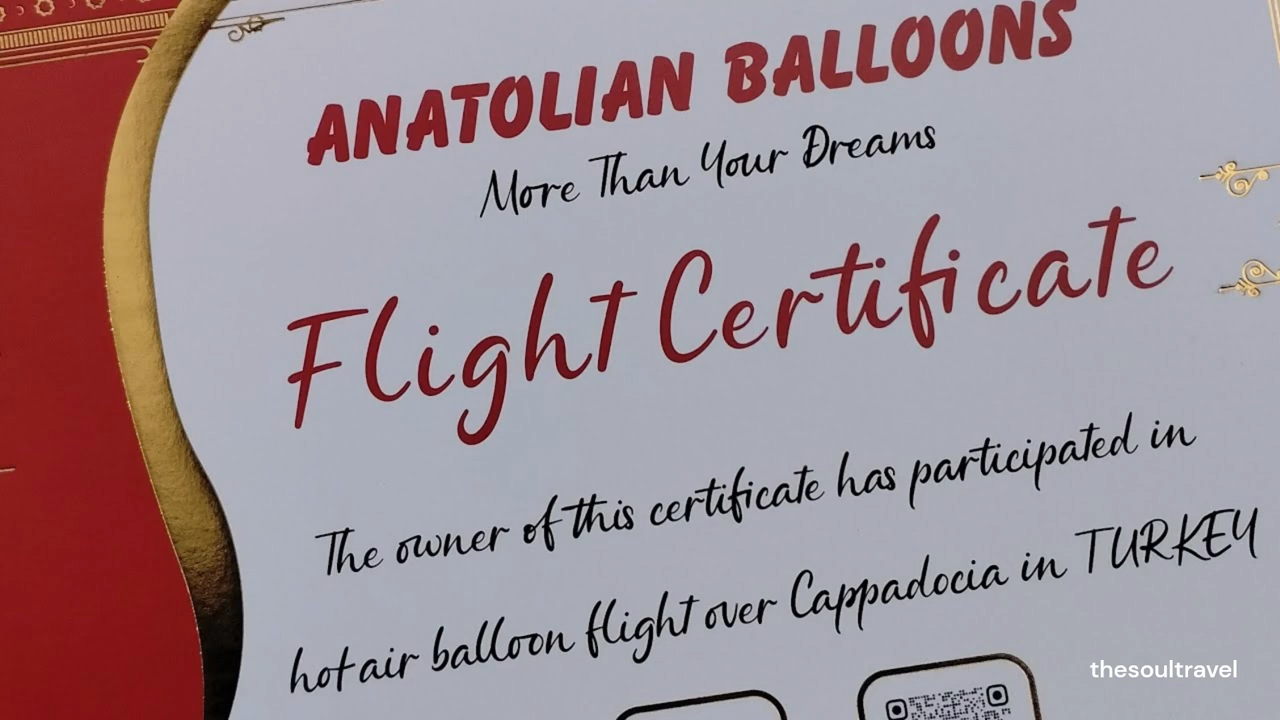 ANATOLIAN BALLOONS
More Than Your Dreams
Flight Certificate
The owner of this certificate has participated in
hot air balloon flight over Cappadocia in TURKEY
thesoultravel